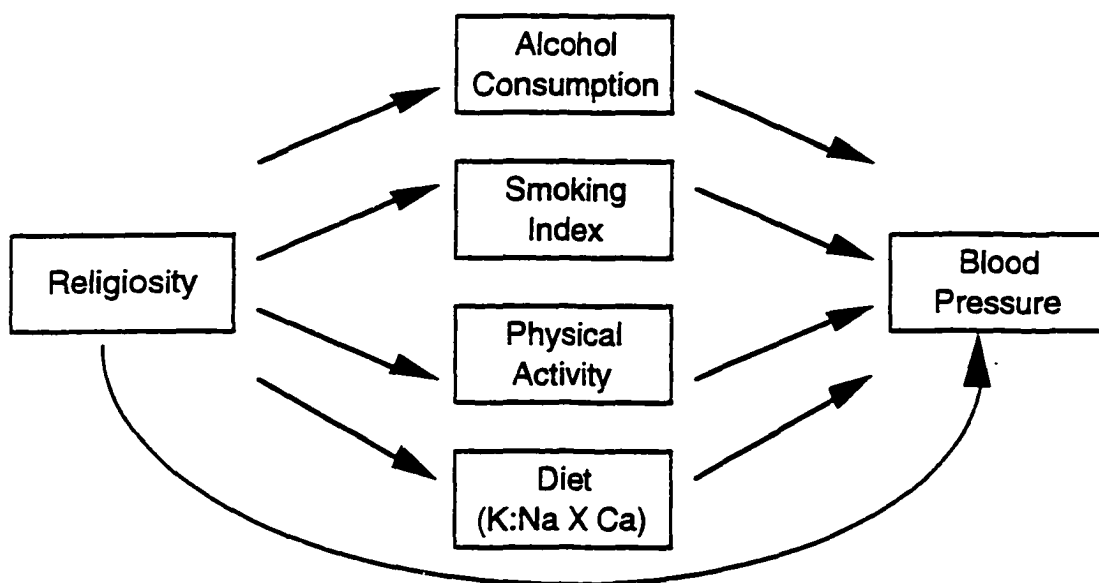 Alcohol
Consumption
Smoking
Index
Religiosity
Blood
Pressure
Physical
Activity
Diet
(K:Na X Ca)